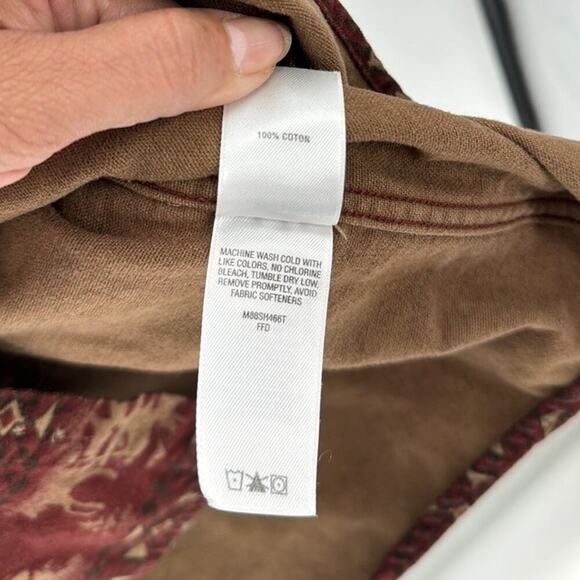 100% COTON
MACHINE WASH COLD WITH
LIKE COLORS, NO CHLORINE
BLEACH, TUMBLE DRY LOW,
REMOVE PROMPTLY, AVOID
FABRIC SOFTENERS
M88SH466T
FFD